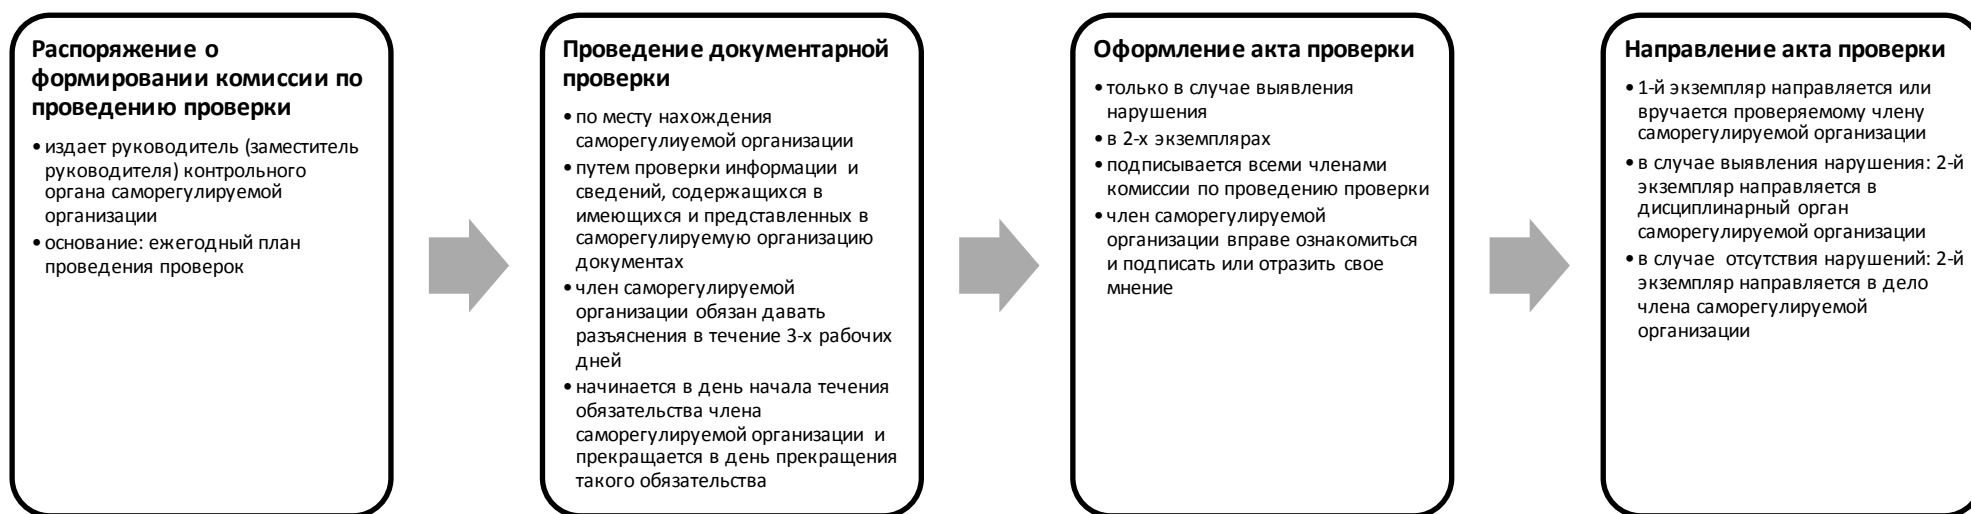 Распоряжение о
формировании комиссии по
проведению проверки
• издает руководитель (заместитель
руководителя) контрольного
органа саморегулируемой
организации
• основание: ежегодный план
проведения проверок
Проведение документарной
проверки
• по месту нахождения
саморегулиуемой организации
• путем проверки информации и
сведений, содержащихся в
имеющихся и представленных в
саморегулируемую организацию
документах
• член саморегулируемой
организации обязан давать
разъяснения в течение 3-х рабочих
дней
• начинается в день начала течения
обязательства члена
саморегулируемой организации и
прекращается в день прекращения
такого обязательства
Оформление акта проверки
• только в случае выявления
нарушения
• в 2-х экземплярах
• подписывается всеми членами
комиссии по проведению проверки
• член саморегулируемой
организации вправе ознакомиться
и подписать или отразить свое
мнение
Направление акта проверки
• 1-й экземпляр направляется или
вручается проверяемому члену
саморегулируемой организации
• в случае выявления нарушения: 2-й
экземпляр направляется в
дисциплинарный орган
саморегулируемой организации
• в случае отсутствия нарушений: 2-й
экземпляр направляется в дело
члена саморегулируемой
организации